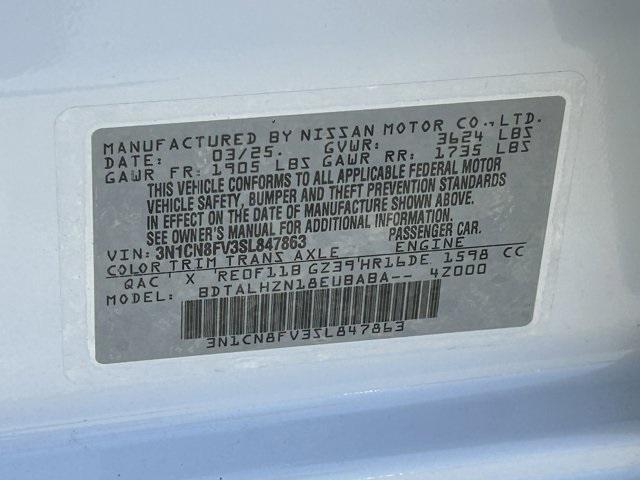 MANUFACTURED BY NISSAN MOTOR CO.,LTD.
DATE: 03/25. GVWR: 3624 LBS
GAWR FR: 1905 LBS GAWR RR: 1735 LBS
THIS VEHICLE CONFORMS TO ALL APPLICABLE FEDERAL MOTOR
VEHICLE SAFETY, BUMPER AND THEFT PREVENTION STANDARDS
IN EFFECT ON THE DATE OF MANUFACTURE SHOWN ABOVE.
SEE OWNER'S MANUAL FOR ADDITIONAL INFORMATION.
VIN: 3N1CN8FV3SL847863 PASSENGER CAR.
COLOR TRIM TRANS AXLE ENGINE
QAC' X 'RE0F11B GZ39'HR16DE 1598 CC
BDTALHZN18EUBABA-- 4Z000
3N1CN8FV3SL847863